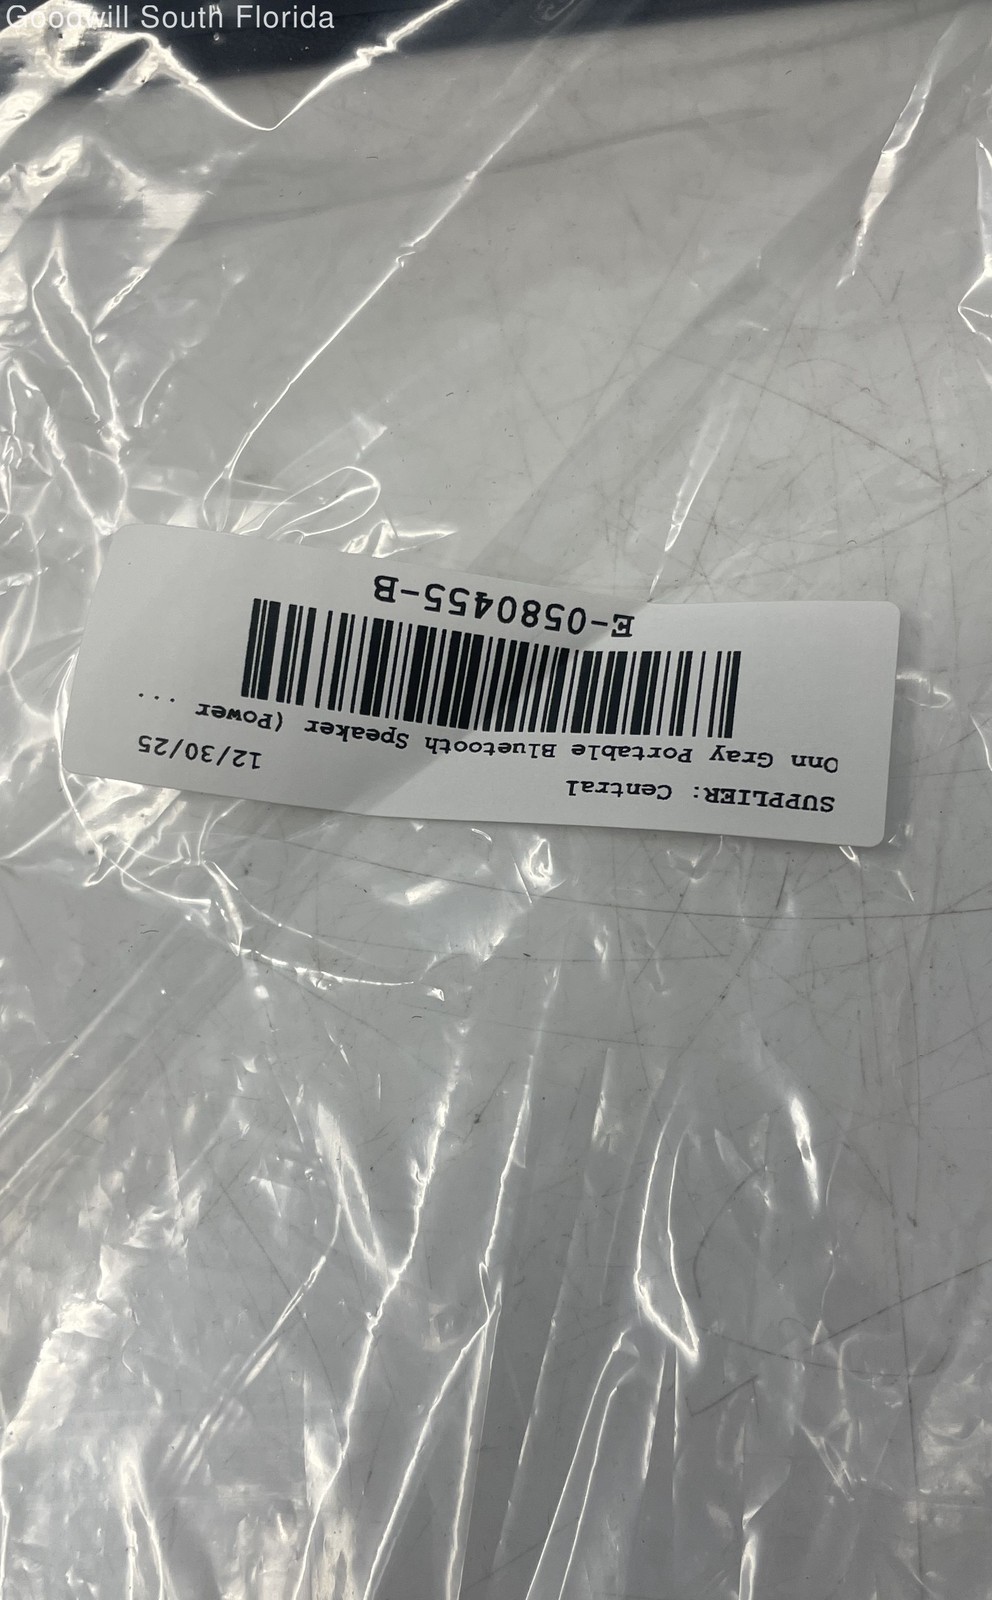 Goodwill South Florida
SUPPLIER: Central
12/30/25
Onn Gray Portable Bluetooth Speaker (Power ...
E-0580455-B